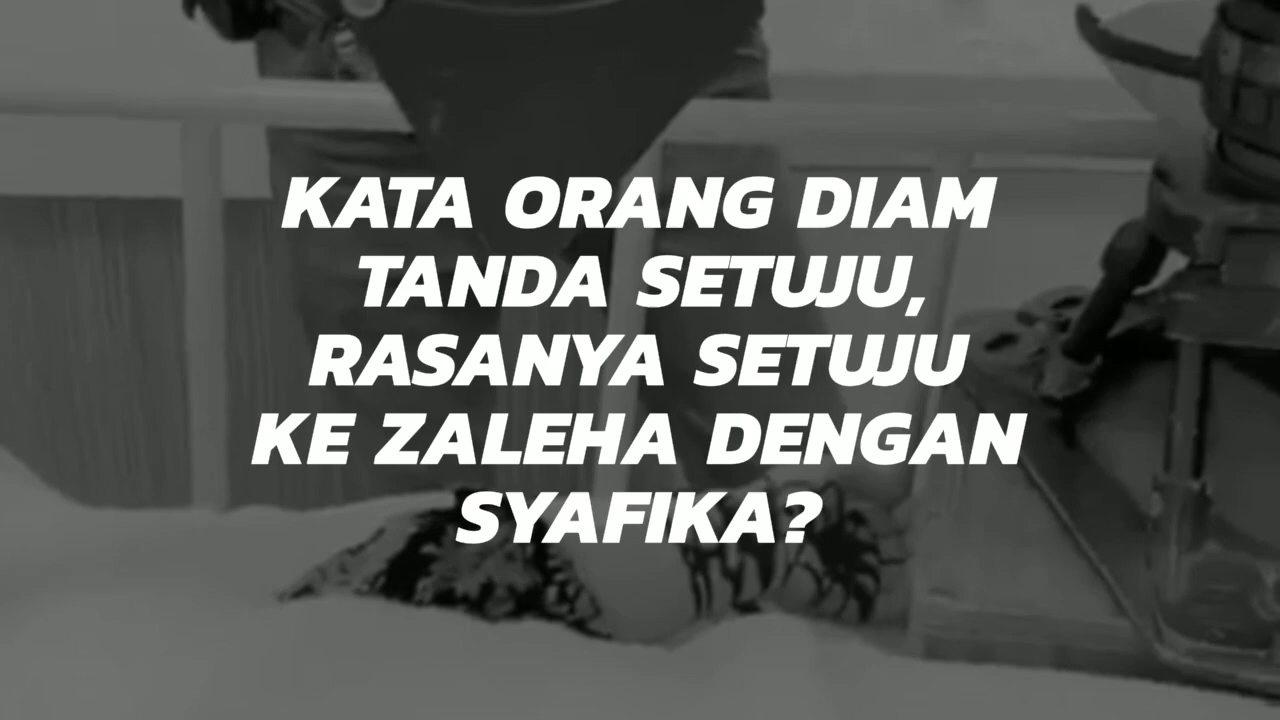 KATA ORANG DIAM
TANDA SETUJU,
RASANYA SETUJU
KE ZALEHA DENGAN
SYAFIKA?